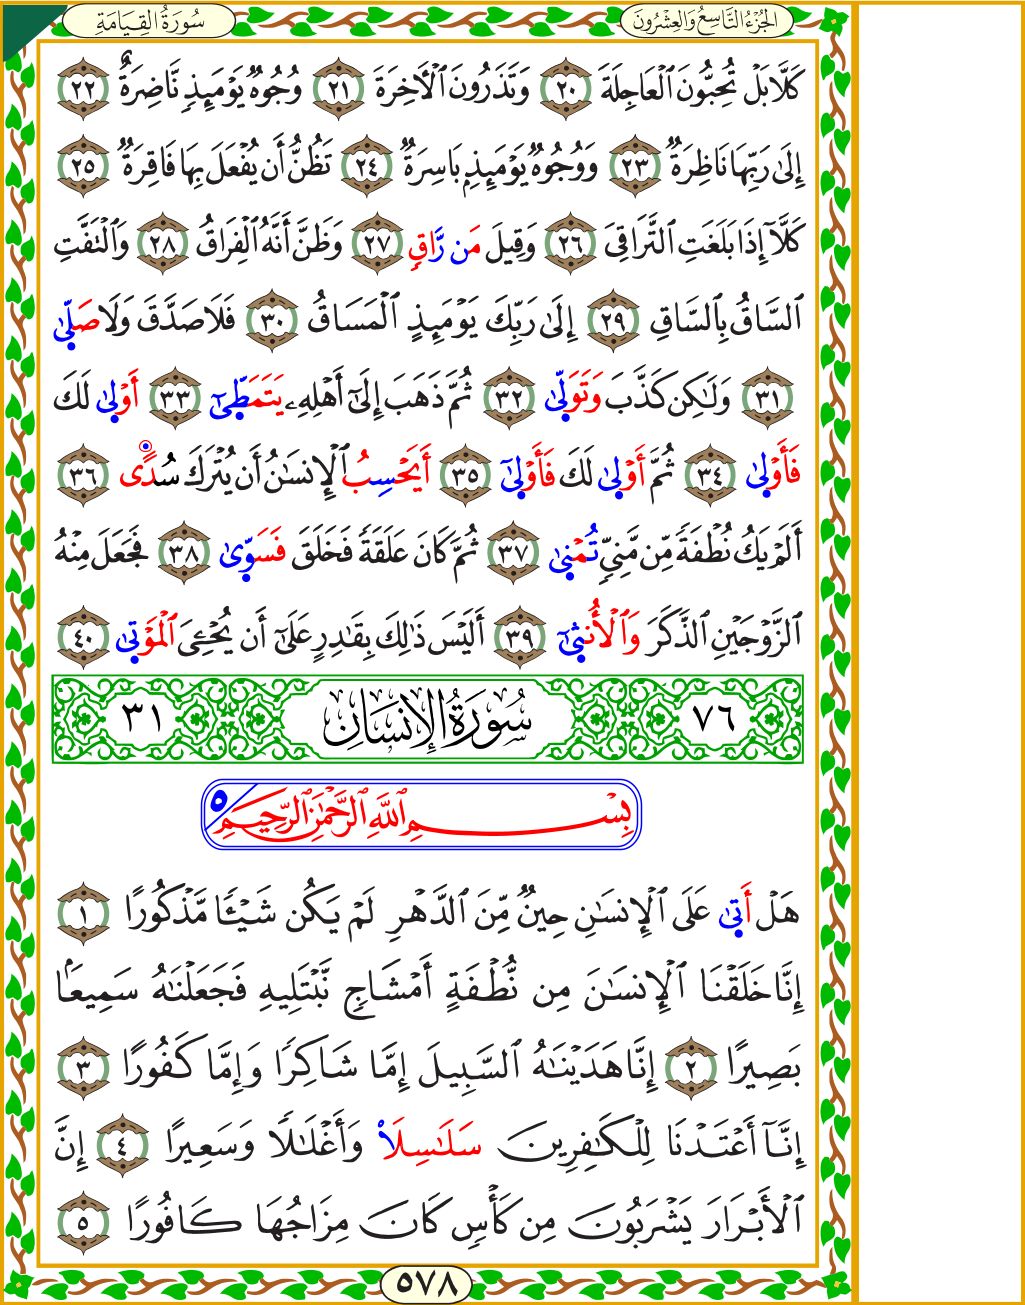 سُورَةُ القِيَامَةِ
الجُزْءُ التَّاسِعُ وَالعِشْرُونَ
كَلَّا بَلْ تُحِبُّونَ ٱلْعَاجِلَةَ ٢٠ وَتَذَرُونَ ٱلْأَخِرَةَ ٢١ وُجُوهٌ يَوْمَئِذٍ نَّاضِرَةٌ ٢٢
إِلَىٰ رَبِّهَا نَاظِرَةٌ ٢٣ وَوُجُوهٌ يَوْمَئِذٍ بَاسِرَةٌ ٢٤ تَظُنُّ أَن يُفْعَلَ بِهَا فَاقِرَةٌ ٢٥
كَلَّآ إِذَا بَلَغَتِ ٱلتَّرَاقِىَ ٢٦ وَقِيلَ مَن رَّاقٍ ٢٧ وَظَنَّ أَنَّهُ ٱلْفِرَاقُ ٢٨ وَٱلْتَفَّتِ
ٱلسَّاقُ بِٱلسَّاقِ ٢٩ إِلَىٰ رَبِّكَ يَوْمَئِذٍ ٱلْمَسَاقُ ٣٠ فَلَا صَدَّقَ وَلَا صَلَّىٰ
٣١ وَلَٰكِن كَذَّبَ وَتَوَلَّىٰ ٣٢ ثُمَّ ذَهَبَ إِلَىٰٓ أَهْلِهِۦ يَتَمَطَّىٰٓ ٣٣ أَوْلَىٰ لَكَ
فَأَوْلَىٰ ٣٤ ثُمَّ أَوْلَىٰ لَكَ فَأَوْلَىٰٓ ٣٥ أَيَحْسِبُ ٱلْإِنسَٰنُ أَن يُتْرَكَ سُدًى ٣٦
أَلَمْ يَكُ نُطْفَةً مِّن مَّنِىٍّ تُمْنَىٰ ٣٧ ثُمَّ كَانَ عَلَقَةً فَخَلَقَ فَسَوَّىٰ ٣٨ فَجَعَلَ مِنْهُ
ٱلزَّوْجَيْنِ ٱلذَّكَرَ وَٱلْأُنثَىٰٓ ٣٩ أَلَيْسَ ذَٰلِكَ بِقَٰدِرٍ عَلَىٰٓ أَن يُحْـِۧىَ ٱلْمَوْتَىٰ ٤٠
٧٦ سُورَةُ الإِنسَانِ ٣١
بِسْمِ ٱللَّهِ ٱلرَّحْمَٰنِ ٱلرَّحِيمِ ٥
هَلْ أَتَىٰ عَلَى ٱلْإِنسَٰنِ حِينٌ مِّنَ ٱلدَّهْرِ لَمْ يَكُن شَيْـًٔا مَّذْكُورًا ١
إِنَّا خَلَقْنَا ٱلْإِنسَٰنَ مِن نُّطْفَةٍ أَمْشَاجٍ نَّبْتَلِيهِ فَجَعَلْنَٰهُ سَمِيعًۢا
بَصِيرًا ٢ إِنَّا هَدَيْنَٰهُ ٱلسَّبِيلَ إِمَّا شَاكِرًا وَإِمَّا كَفُورًا ٣
إِنَّآ أَعْتَدْنَا لِلْكَٰفِرِينَ سَلَٰسِلَا۟ وَأَغْلَٰلًا وَسَعِيرًا ٤ إِنَّ
ٱلْأَبْرَارَ يَشْرَبُونَ مِن كَأْسٍ كَانَ مِزَاجُهَا كَافُورًا ٥
٥٧٨